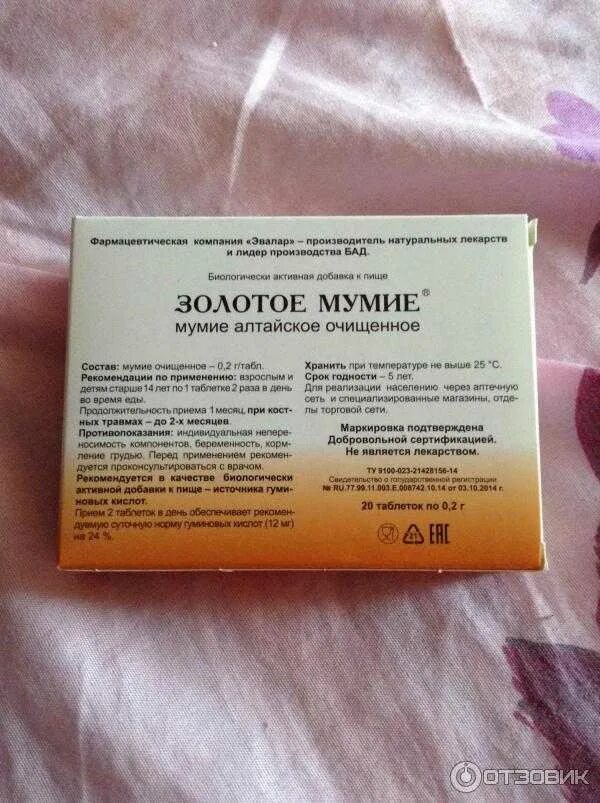 Фармацевтическая компания «Эвалар» – производитель натуральных лекарств
и лидер производства БАД.
Биологически активная добавка к пище
ЗОЛОТОЕ МУМИЕ®
мумие алтайское очищенное
Состав: мумие очищенное – 0,2 г/табл.
Рекомендации по применению: взрослым и
детям старше 14 лет по 1 таблетке 2 раза в день
во время еды.
Продолжительность приема 1 месяц, при кост-
ных травмах – до 2-х месяцев.
Противопоказания: индивидуальная непере-
носимость компонентов, беременность, корм-
ление грудью. Перед применением рекомен-
дуется проконсультироваться с врачом.
Рекомендуется в качестве биологически
активной добавки к пище – источника гуми-
новых кислот.
Прием 2 таблеток в день обеспечивает рекомен-
дуемую суточную норму гуминовых кислот (12 мг)
на 24 %.
Хранить при температуре не выше 25 °С.
Срок годности – 5 лет.
Для реализации населению через аптечную
сеть и специализированные магазины, отде-
лы торговой сети.
Маркировка подтверждена
Добровольной сертификацией.
Не является лекарством.
ТУ 9100-023-21428156-14
Свидетельство о государственной регистрации
№ RU.77.99.11.003.Е.008742.10.14 от 03.10.2014 г.
20 таблеток по 0,2 г
EAC
ОТЗОВИК